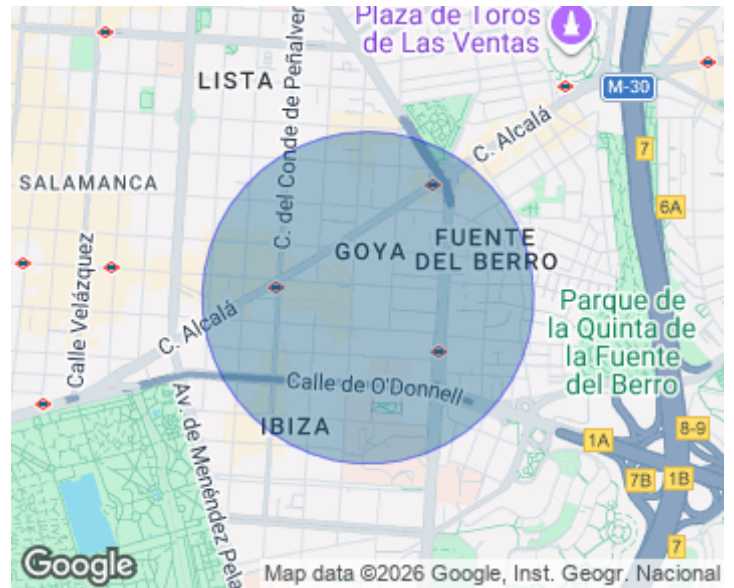 Plaza de Toros
de Las Ventas
M-30
LISTA
C. del Conde de Peñalver
C. Alcalá
7
SALAMANCA
6A
GOYA
FUENTE
DEL BERRO
Calle Velázquez
C. Alcalá
Parque de
la Quinta de
la Fuente
del Berro
Calle de O'Donnell
Av. de Menéndez Pela
IBIZA
1A
8-9
7B
1B
7
Google
Map data ©2026 Google, Inst. Geogr. Nacional